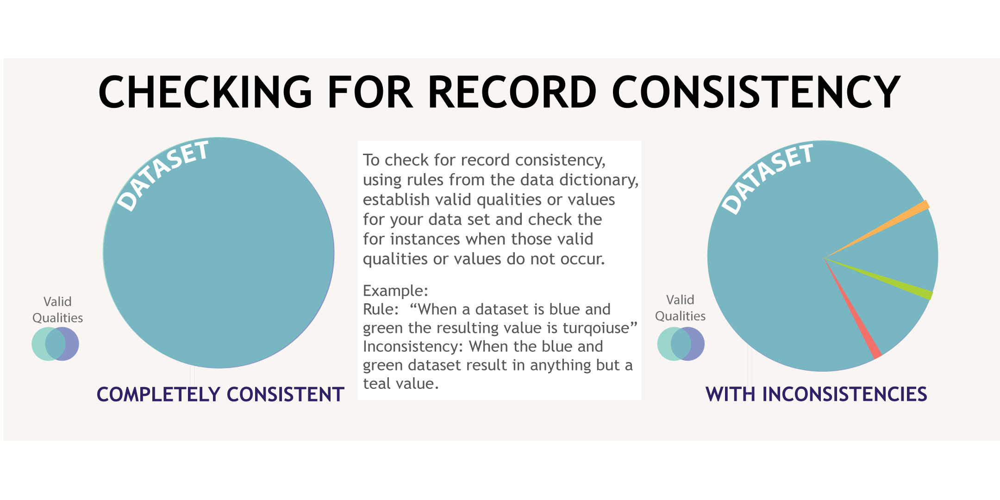 CHECKING FOR RECORD CONSISTENCY
DATASET
Valid
Qualities
COMPLETELY CONSISTENT
To check for record consistency,
using rules from the data dictionary,
establish valid qualities or values
for your data set and check the
for instances when those valid
qualities or values do not occur.
Example:
Rule:  “When a dataset is blue and
green the resulting value is turqoiuse”
Inconsistency: When the blue and
green dataset result in anything but a
teal value.
DATASET
Valid
Qualities
WITH INCONSISTENCIES